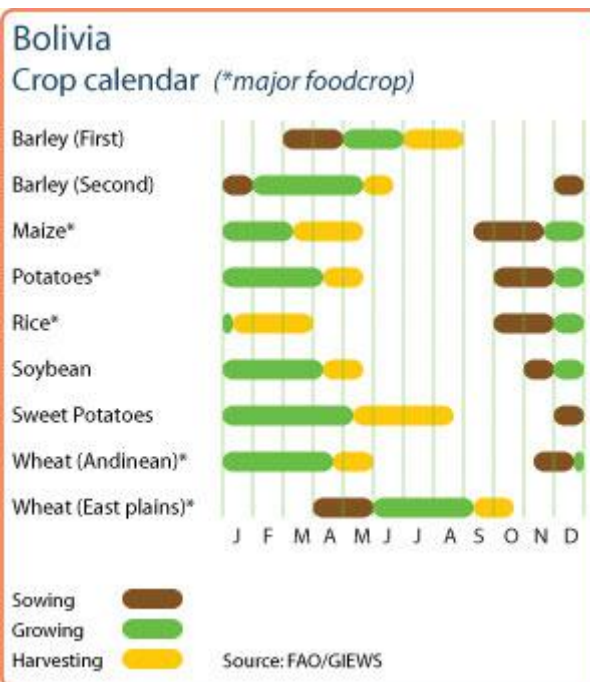 Bolivia
Crop calendar (*major foodcrop)
Barley (First)
Barley (Second)
Maize*
Potatoes*
Rice*
Soybean
Sweet Potatoes
Wheat (Andinean)*
Wheat (East plains)*
J F M A M J J A S O N D
Sowing
Growing
Harvesting Source: FAO/GIEWS